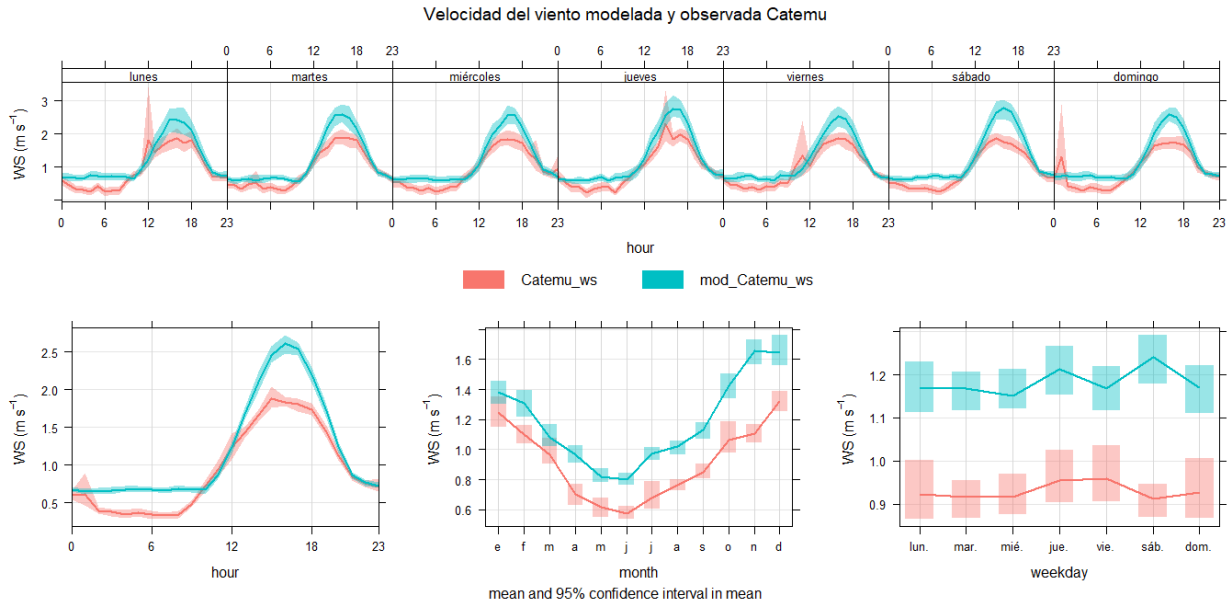 Velocidad del viento modelada y observada Catemu
0 6 12 18 23 0 6 12 18 23 0 6 12 18 23
lunes martes miércoles jueves viernes sábado domingo
3
2
1
WS (m s⁻¹)
0 6 12 18 23 0 6 12 18 23 0 6 12 18 23 0 6 12 18 23
hour
Catemu_ws mod_Catemu_ws
2.5
2.0
1.5
1.0
0.5
WS (m s⁻¹)
0 6 12 18 23
hour
1.6
1.4
1.2
1.0
0.8
0.6
WS (m s⁻¹)
e f m a m j j a s o n d
month
1.2
1.1
1.0
0.9
WS (m s⁻¹)
lun. mar. mié. jue. vie. sáb. dom.
weekday
mean and 95% confidence interval in mean